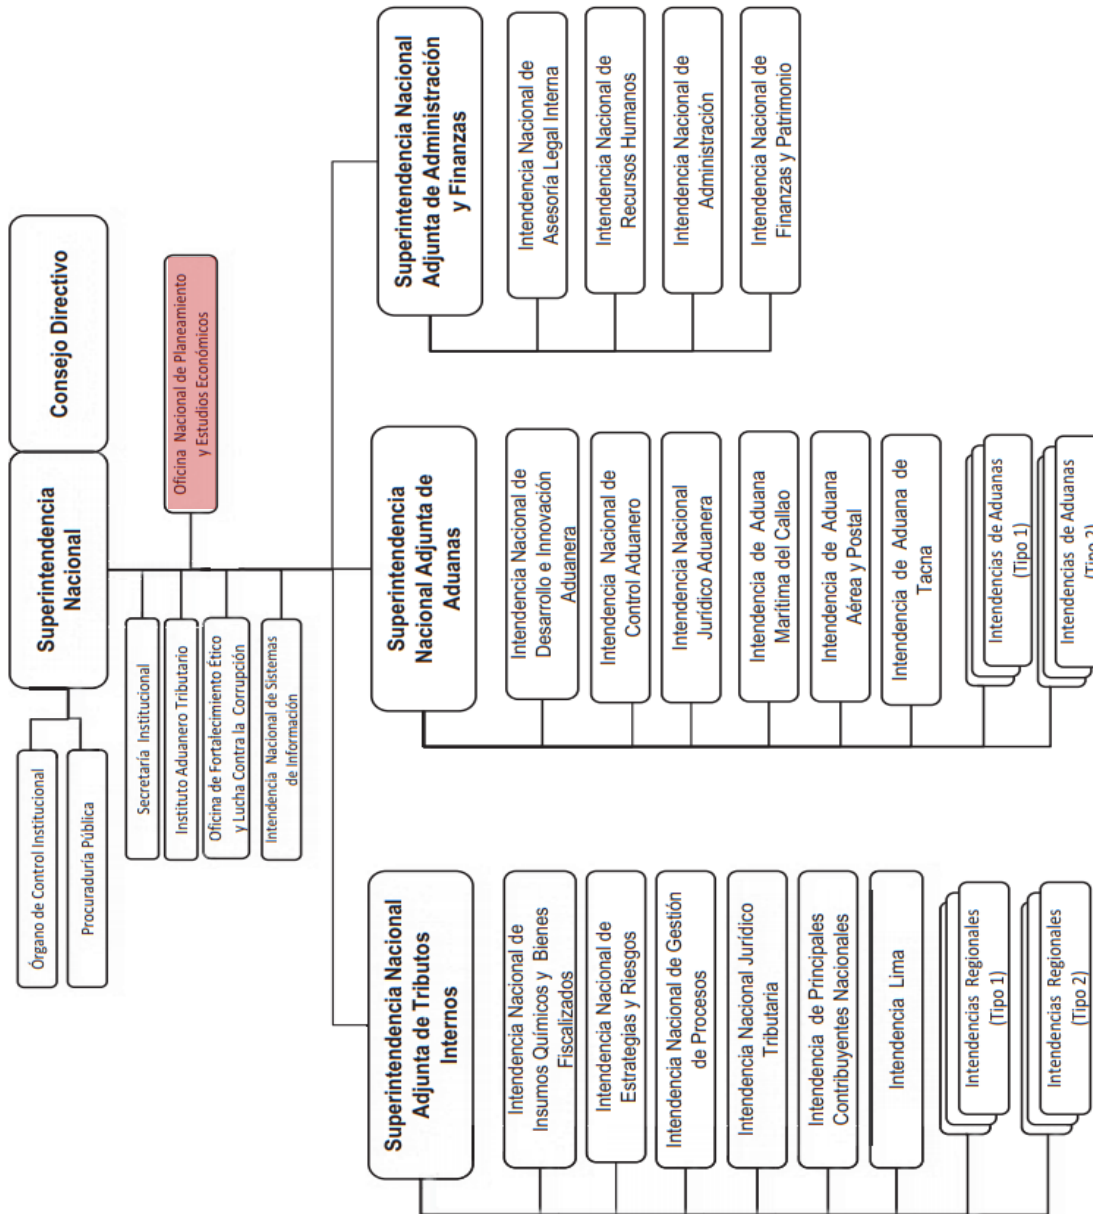 Superintendencia
Nacional
Consejo Directivo
Órgano de Control Institucional
Procuraduría Pública
Oficina Nacional de Planeamiento
y Estudios Económicos
Secretaría Institucional
Instituto Aduanero Tributario
Oficina de Fortalecimiento Ético
y Lucha Contra la Corrupción
Intendencia Nacional de Sistemas
de Información
Superintendencia Nacional
Adjunta de Tributos
Internos
Intendencia Nacional de
Insumos Químicos y Bienes
Fiscalizados
Intendencia Nacional de
Estrategias y Riesgos
Intendencia Nacional de Gestión
de Procesos
Intendencia Nacional Jurídico
Tributaria
Intendencia de Principales
Contribuyentes Nacionales
Intendencia Lima
Intendencias Regionales
(Tipo 1)
Intendencias Regionales
(Tipo 2)
Superintendencia
Nacional Adjunta de
Aduanas
Intendencia Nacional de
Desarrollo e Innovación
Aduanera
Intendencia Nacional de
Control Aduanero
Intendencia Nacional
Jurídico Aduanera
Intendencia de Aduana
Marítima del Callao
Intendencia de Aduana
Aérea y Postal
Intendencia de Aduana de
Tacna
Intendencias de Aduanas
(Tipo 1)
Intendencias de Aduanas
(Tipo 2)
Superintendencia Nacional
Adjunta de Administración
y Finanzas
Intendencia Nacional de
Asesoría Legal Interna
Intendencia Nacional de
Recursos Humanos
Intendencia Nacional de
Administración
Intendencia Nacional de
Finanzas y Patrimonio